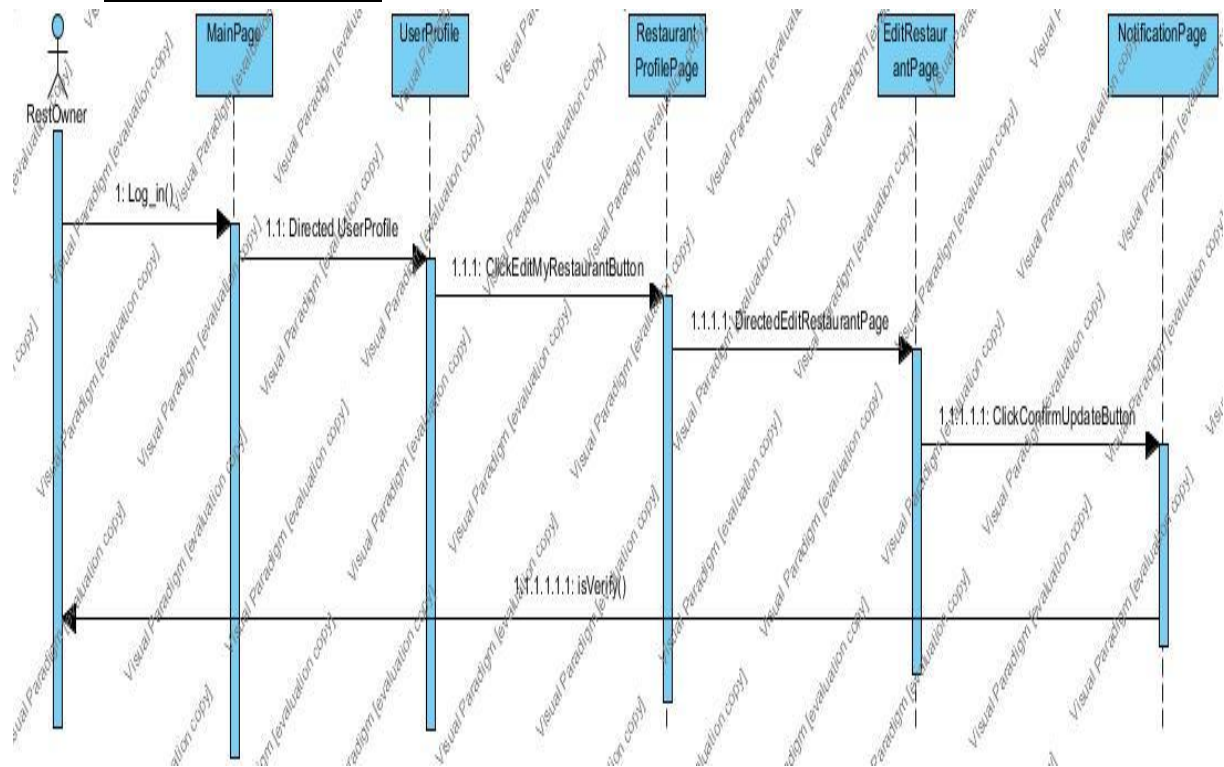 MainPage
UserProfile
Restaurant
ProfilePage
EditRestaur
antPage
NotificationPage
RestOwner
1: Log_in()
1.1: Directed UserProfile
1.1.1: ClickEditMyRestaurantButton
1.1.1.1: DirectedEditRestaurantPage
1.1.1.1.1: ClickConfirmUpdateButton
1.1.1.1.1.1: isVerify()
Visual Paradigm [evaluation copy]